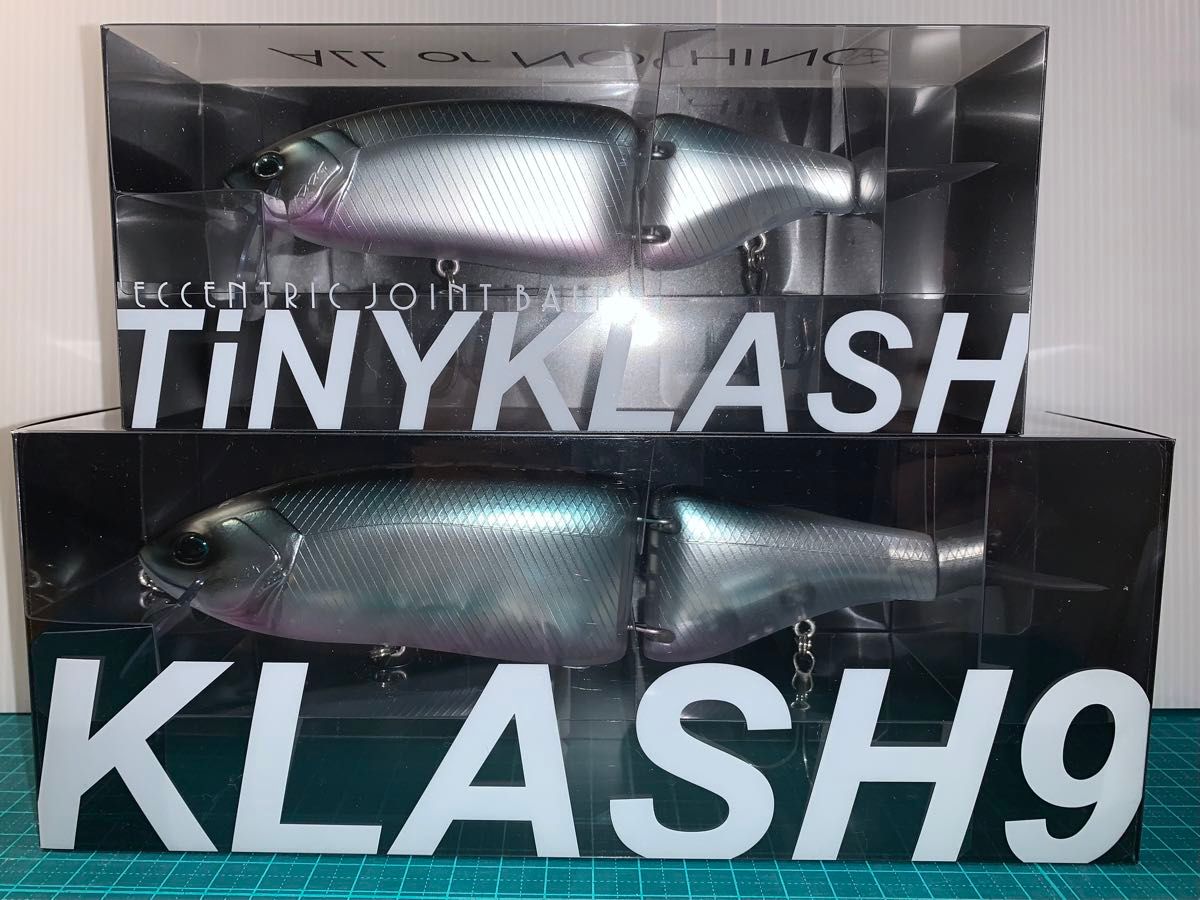 ALL or NOTHING
ECCENTRIC JOINT BAITS
TiNYKLASH
KLASH9